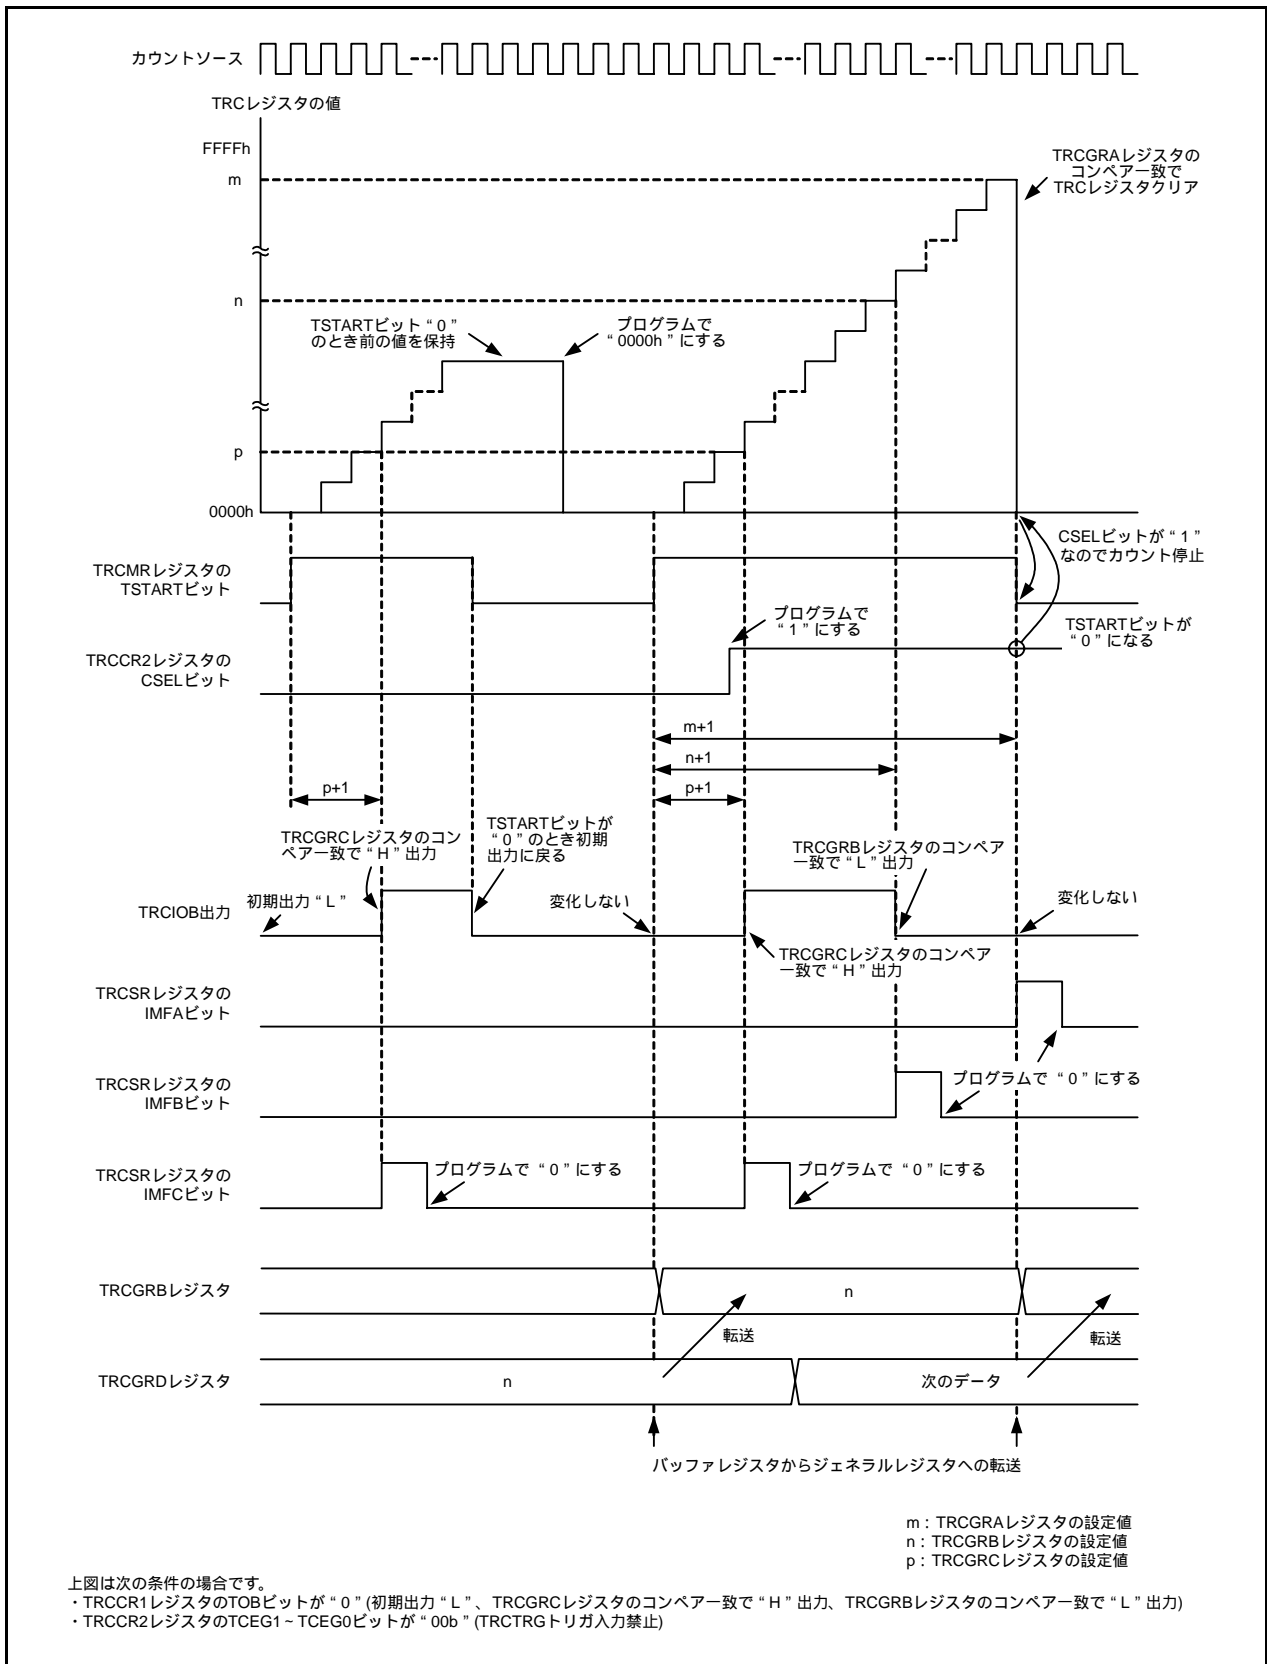 カウントソース
TRCレジスタの値
FFFFh
m
TRCGRAレジスタの
コンペア一致で
TRCレジスタクリア
n
TSTARTビット“0”
のとき前の値を保持
プログラムで
“0000h”にする
p
0000h
CSELビットが“1”
なのでカウント停止
TRCMRレジスタの
TSTARTビット
プログラムで
“1”にする
TSTARTビットが
“0”になる
TRCCR2レジスタの
CSELビット
m+1
n+1
p+1
p+1
TRCGRCレジスタのコン
ペア一致で“H”出力
TSTARTビットが
“0”のとき初期
出力に戻る
TRCGRBレジスタのコンペア
一致で“L”出力
TRCIOB出力
初期出力“L”
変化しない
変化しない
TRCGRCレジスタのコンペア
一致で“H”出力
TRCSRレジスタの
IMFAビット
TRCSRレジスタの
IMFBビット
プログラムで“0”にする
TRCSRレジスタの
IMFCビット
プログラムで“0”にする
プログラムで“0”にする
TRCGRBレジスタ
n
転送
転送
TRCGRDレジスタ
n
次のデータ
バッファレジスタからジェネラルレジスタへの転送
m:TRCGRAレジスタの設定値
n:TRCGRBレジスタの設定値
p:TRCGRCレジスタの設定値
上図は次の条件の場合です。
・TRCCR1レジスタのTOBビットが“0”(初期出力“L”、TRCGRCレジスタのコンペア一致で“H”出力、TRCGRBレジスタのコンペア一致で“L”出力)
・TRCCR2レジスタのTCEG1~TCEG0ビットが“00b”(TRCTRGトリガ入力禁止)